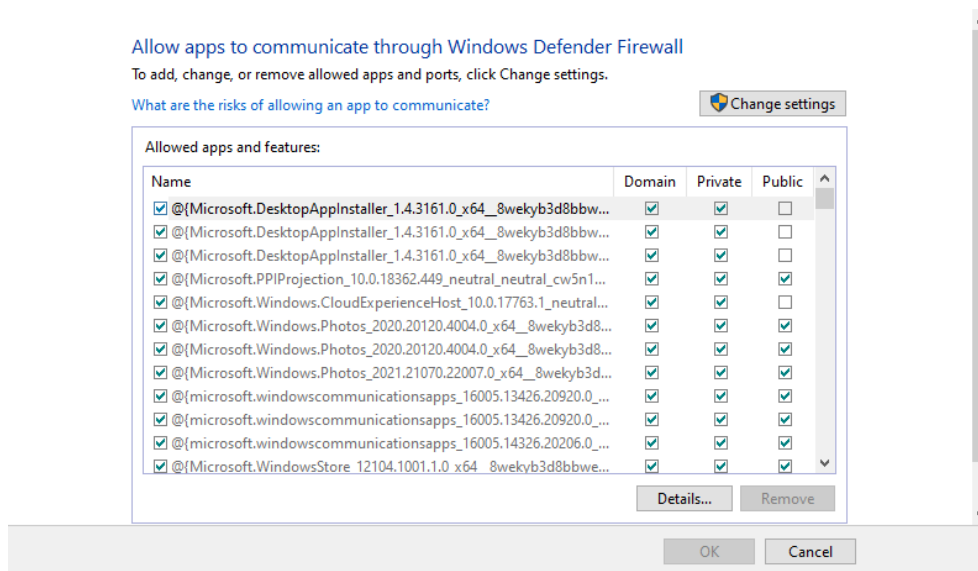 Allow apps to communicate through Windows Defender Firewall
To add, change, or remove allowed apps and ports, click Change settings.
What are the risks of allowing an app to communicate?
Change settings
Allowed apps and features:
Name Domain Private Public
@{Microsoft.DesktopAppInstaller_1.4.3161.0_x64__8wekyb3d8bbw...
@{Microsoft.DesktopAppInstaller_1.4.3161.0_x64__8wekyb3d8bbw...
@{Microsoft.DesktopAppInstaller_1.4.3161.0_x64__8wekyb3d8bbw...
@{Microsoft.PPIProjection_10.0.18362.449_neutral_neutral_cw5n1...
@{Microsoft.Windows.CloudExperienceHost_10.0.17763.1_neutral...
@{Microsoft.Windows.Photos_2020.20120.4004.0_x64__8wekyb3d8...
@{Microsoft.Windows.Photos_2020.20120.4004.0_x64__8wekyb3d8...
@{Microsoft.Windows.Photos_2021.21070.22007.0_x64__8wekyb3d...
@{microsoft.windowscommunicationsapps_16005.13426.20920.0_...
@{microsoft.windowscommunicationsapps_16005.13426.20920.0_...
@{microsoft.windowscommunicationsapps_16005.14326.20206.0_...
@{Microsoft.WindowsStore_12104.1001.1.0_x64__8wekyb3d8bbwe...
Details... Remove
OK Cancel